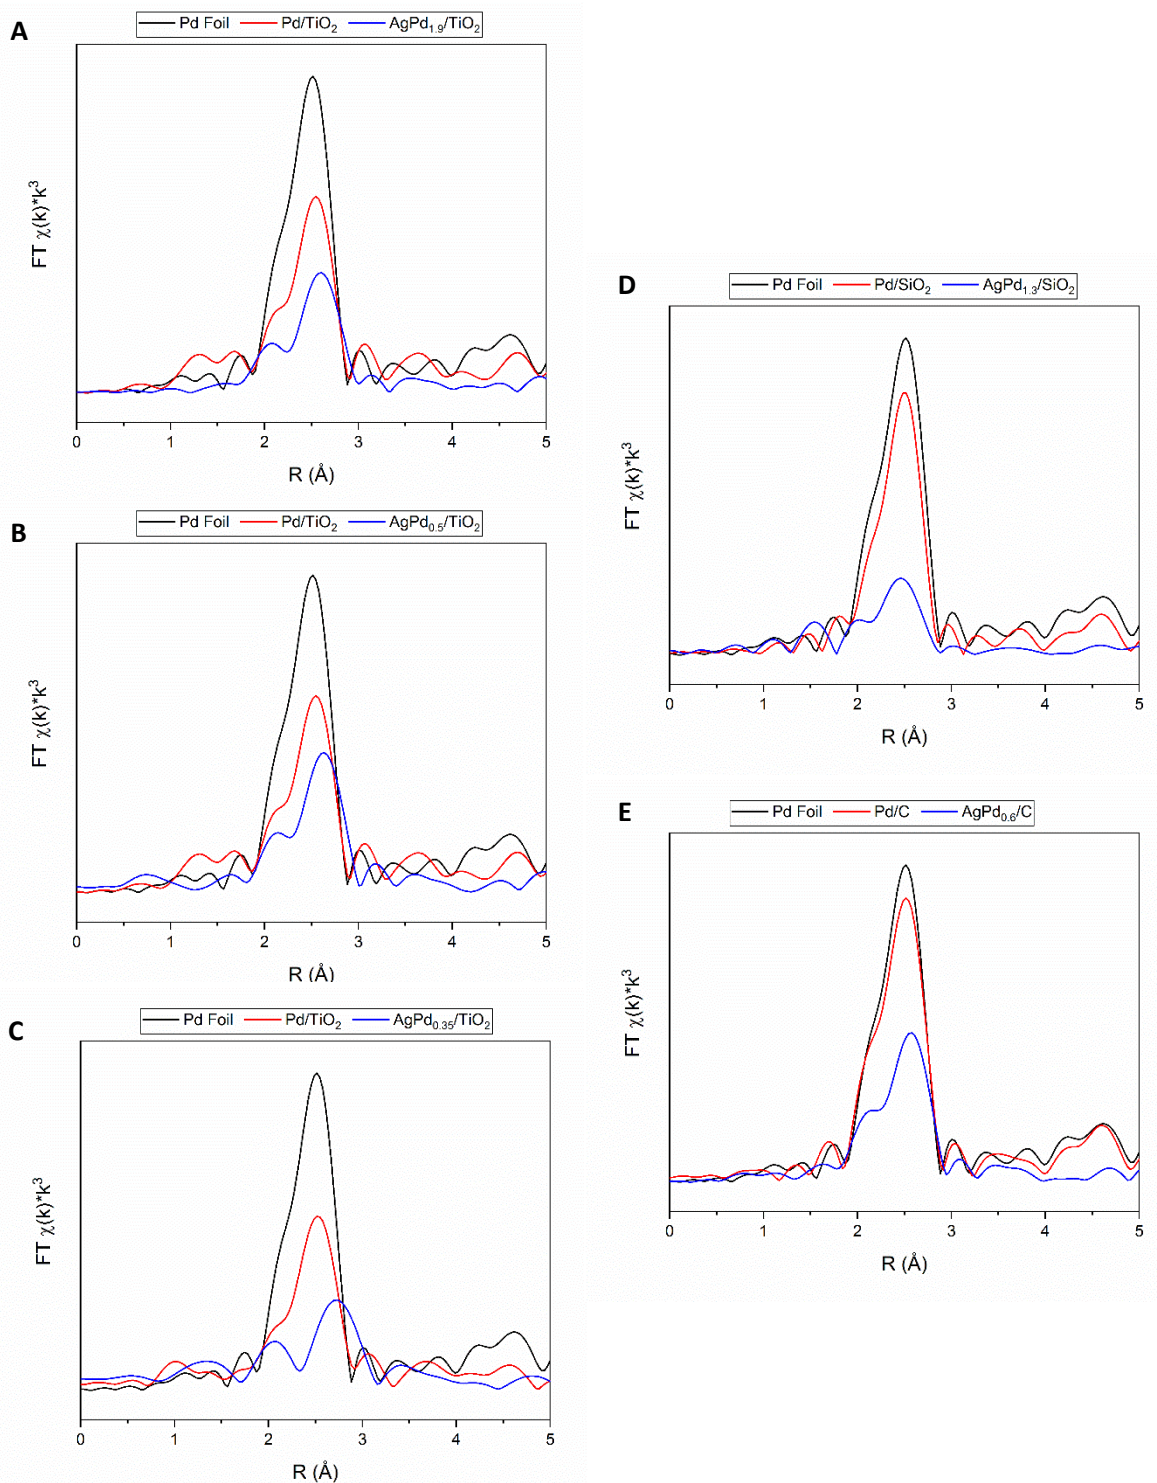 A
Pd Foil Pd/TiO₂ AgPd₁.₉/TiO₂
FT χ(k)*k³
0 1 2 3 4 5
R (Å)
B
Pd Foil Pd/TiO₂ AgPd₀.₅/TiO₂
FT χ(k)*k³
0 1 2 3 4 5
R (Å)
C
Pd Foil Pd/TiO₂ AgPd₀.₃₅/TiO₂
FT χ(k)*k³
0 1 2 3 4 5
R (Å)
D
Pd Foil Pd/SiO₂ AgPd₁.₃/SiO₂
FT χ(k)*k³
0 1 2 3 4 5
R (Å)
E
Pd Foil Pd/C AgPd₀.₆/C
FT χ(k)*k³
0 1 2 3 4 5
R (Å)